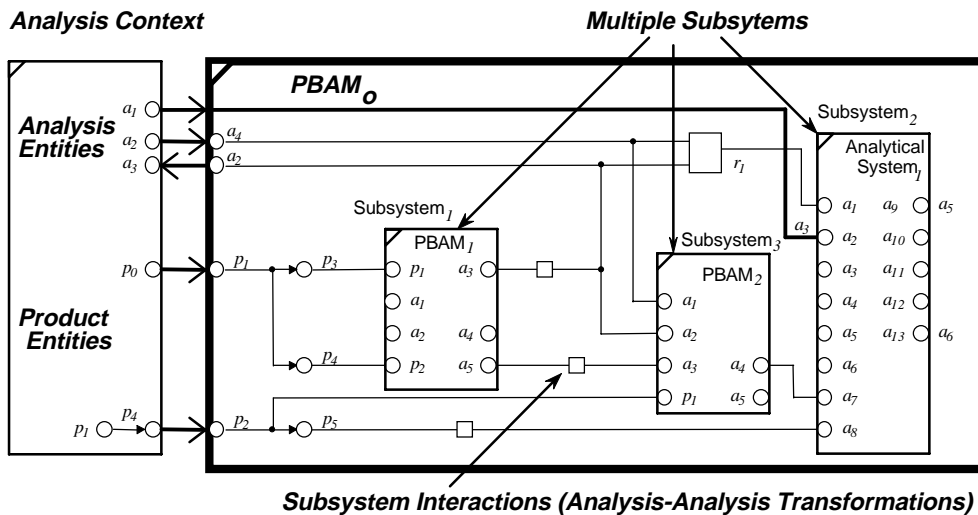 Analysis Context
Multiple Subsytems
PBAM o
Subsystem 2
Analysis
Entities
a1
a2
a3
a4
a2
r1
Analytical
System1
a1
a2
a3
a4
a5
a6
a7
a8
a9
a10
a11
a12
a13
a5
a6
a3
Subsystem1
PBAM1
p1
a1
a2
p2
a3
a4
a5
Subsystem3
PBAM2
a1
a2
a3
p1
a4
a5
p0
p1
p3
p4
Product
Entities
p1
p4
p2
p5
Subsystem Interactions (Analysis-Analysis Transformations)